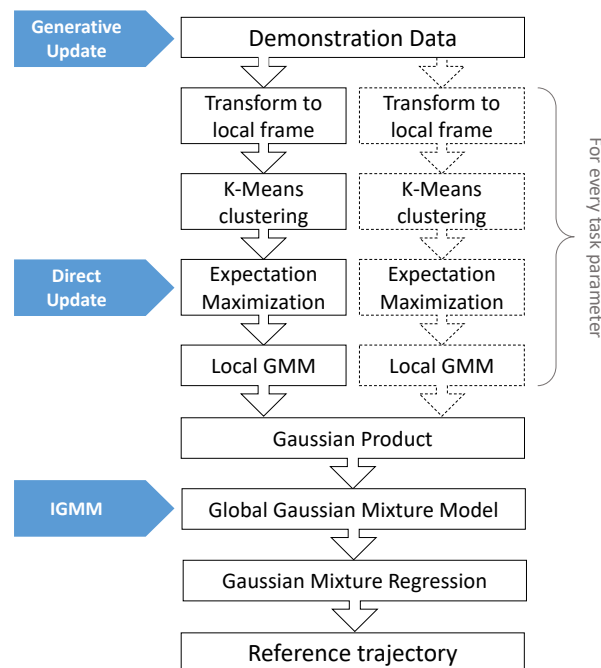 Generative
Update
Demonstration Data
Transform to
local frame
Transform to
local frame
K-Means
clustering
K-Means
clustering
Direct
Update
Expectation
Maximization
Expectation
Maximization
Local GMM
Local GMM
For every task parameter
Gaussian Product
IGMM
Global Gaussian Mixture Model
Gaussian Mixture Regression
Reference trajectory